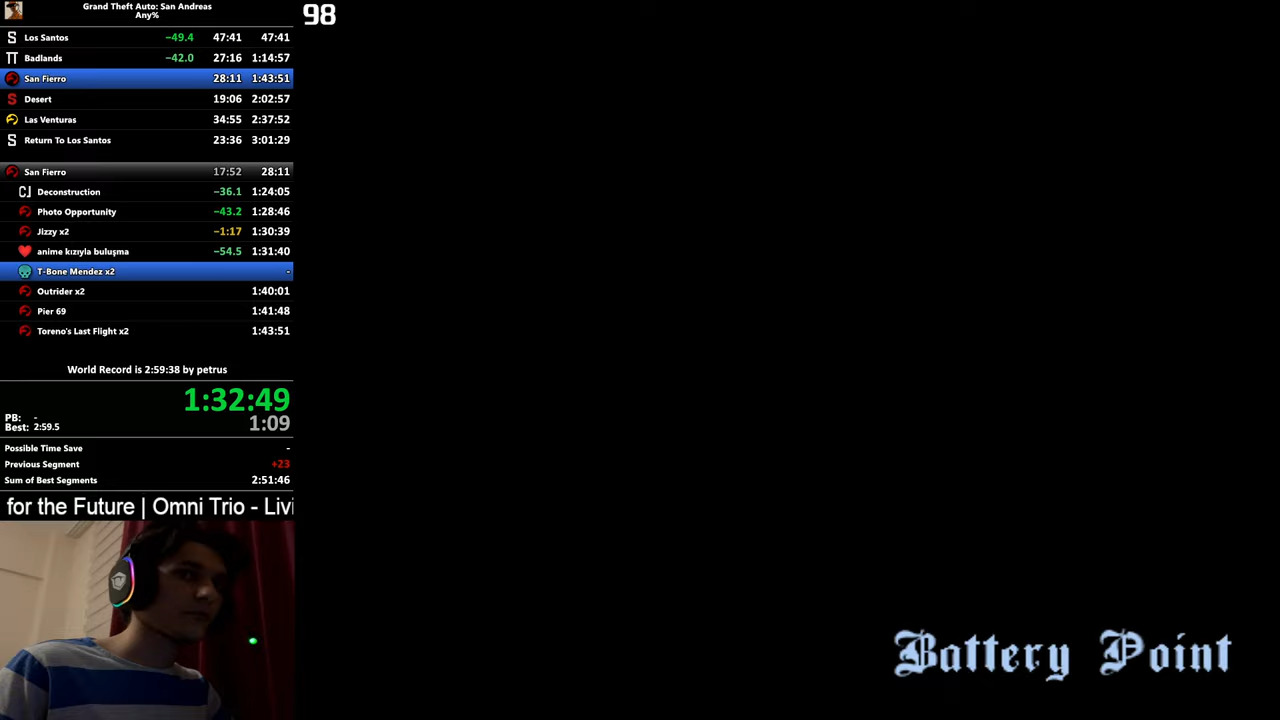 Grand Theft Auto: San Andreas
Any%
98
Los Santos −49.4 47:41 47:41
Badlands −42.0 27:16 1:14:57
San Fierro 28:11 1:43:51
Desert 19:06 2:02:57
Las Venturas 34:55 2:37:52
Return To Los Santos 23:36 3:01:29
San Fierro 17:52 28:11
Deconstruction −36.1 1:24:05
Photo Opportunity −43.2 1:28:46
Jizzy x2 −1:17 1:30:39
anime kızıyla buluşma −54.5 1:31:40
T-Bone Mendez x2 -
Outrider x2 1:40:01
Pier 69 1:41:48
Toreno's Last Flight x2 1:43:51
World Record is 2:59:38 by petrus
1:32:49
PB: - 1:09
Best: 2:59.5
Possible Time Save -
Previous Segment +23
Sum of Best Segments 2:51:46
for the Future | Omni Trio - Livi
Battery Point